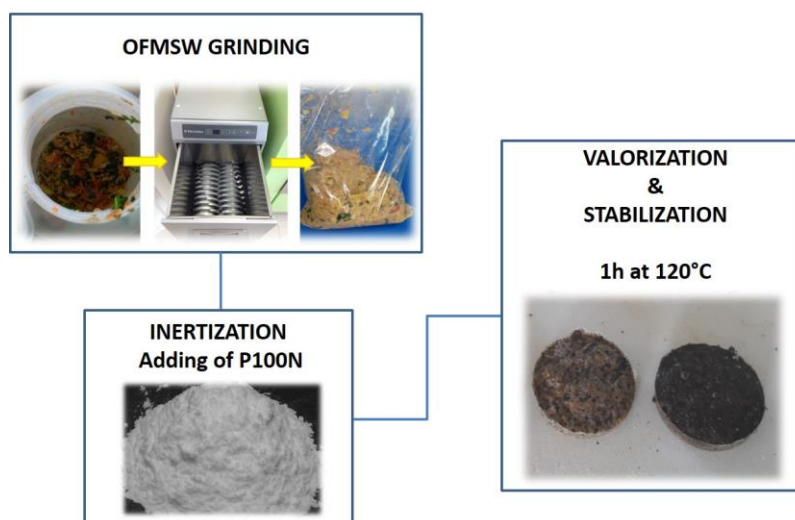 OFMSW GRINDING
INERTIZATION
Adding of P100N
VALORIZATION
&
STABILIZATION
1h at 120°C